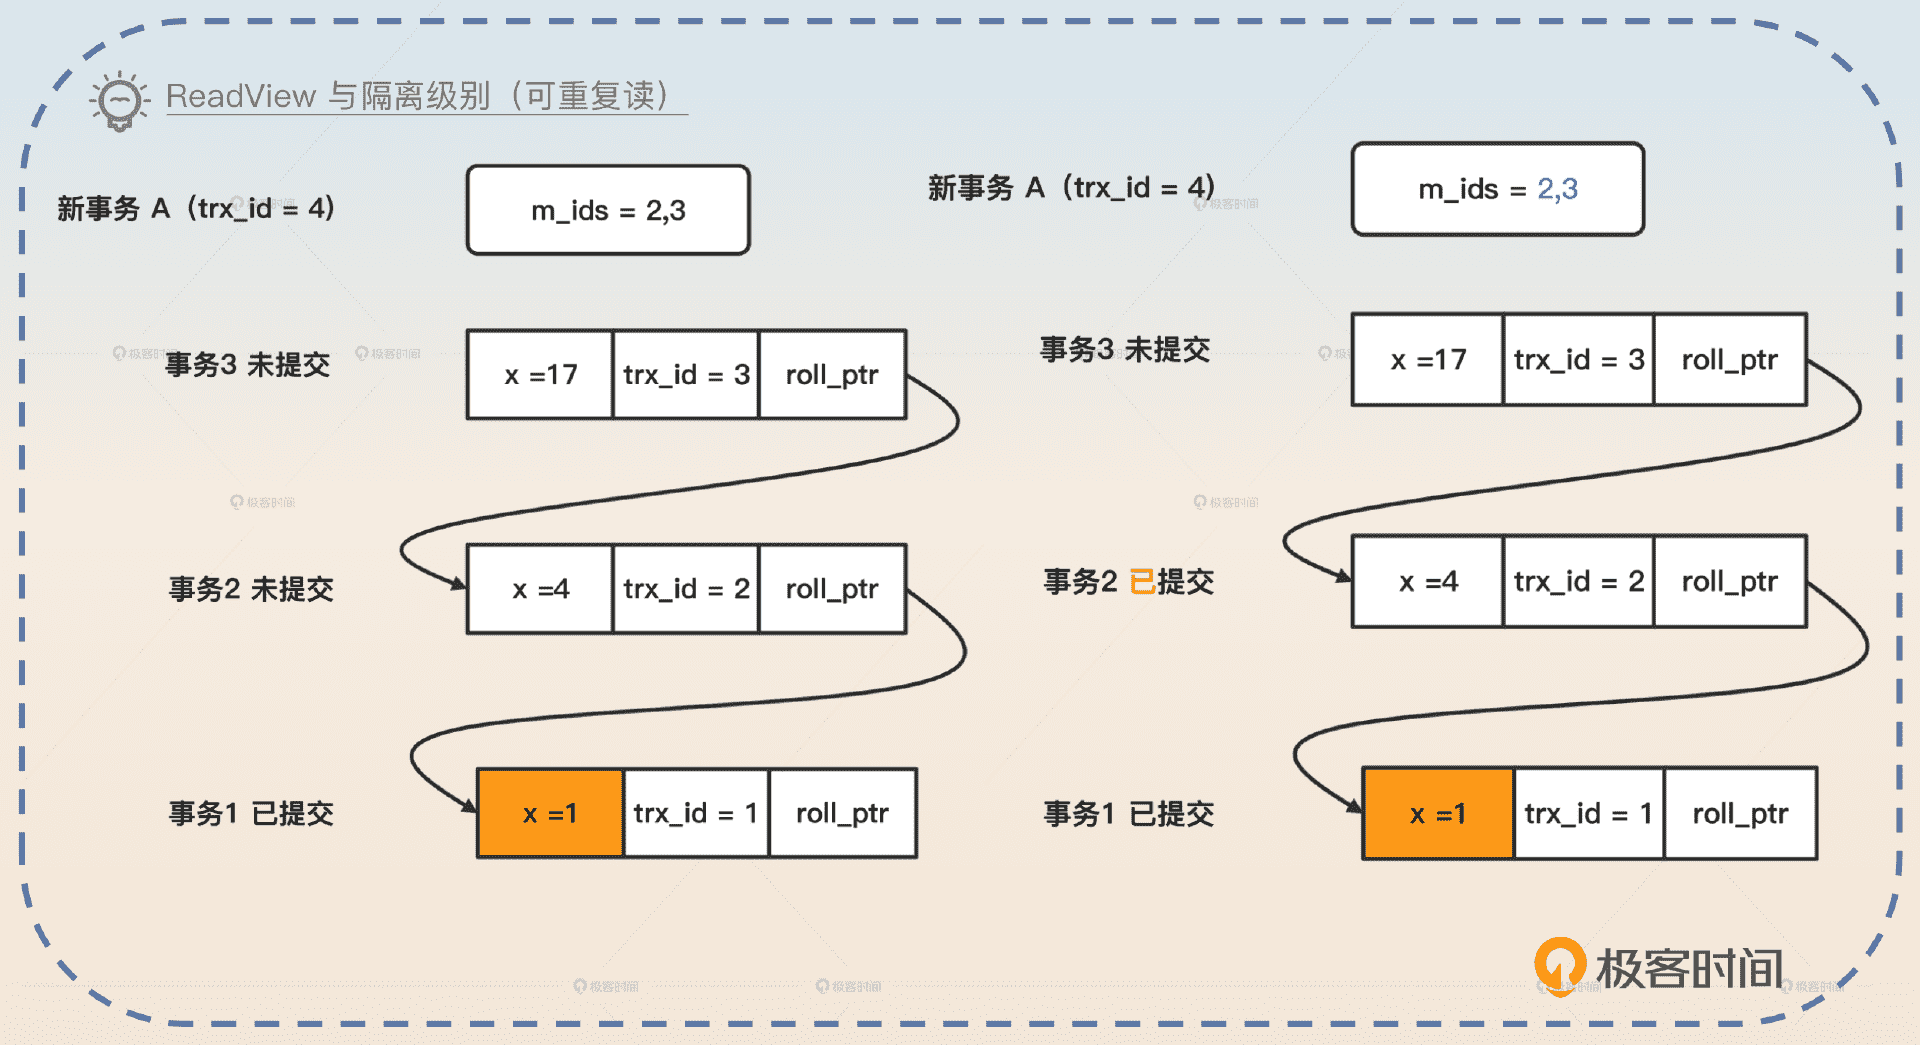 ReadView 与隔离级别（可重复读）
新事务 A（trx_id = 4）
m_ids = 2,3
事务3 未提交
x =17
trx_id = 3
roll_ptr
事务2 未提交
x =4
trx_id = 2
roll_ptr
事务1 已提交
x =1
trx_id = 1
roll_ptr
新事务 A（trx_id = 4）
m_ids = 2,3
事务3 未提交
x =17
trx_id = 3
roll_ptr
事务2 已提交
x =4
trx_id = 2
roll_ptr
事务1 已提交
x =1
trx_id = 1
roll_ptr
极客时间